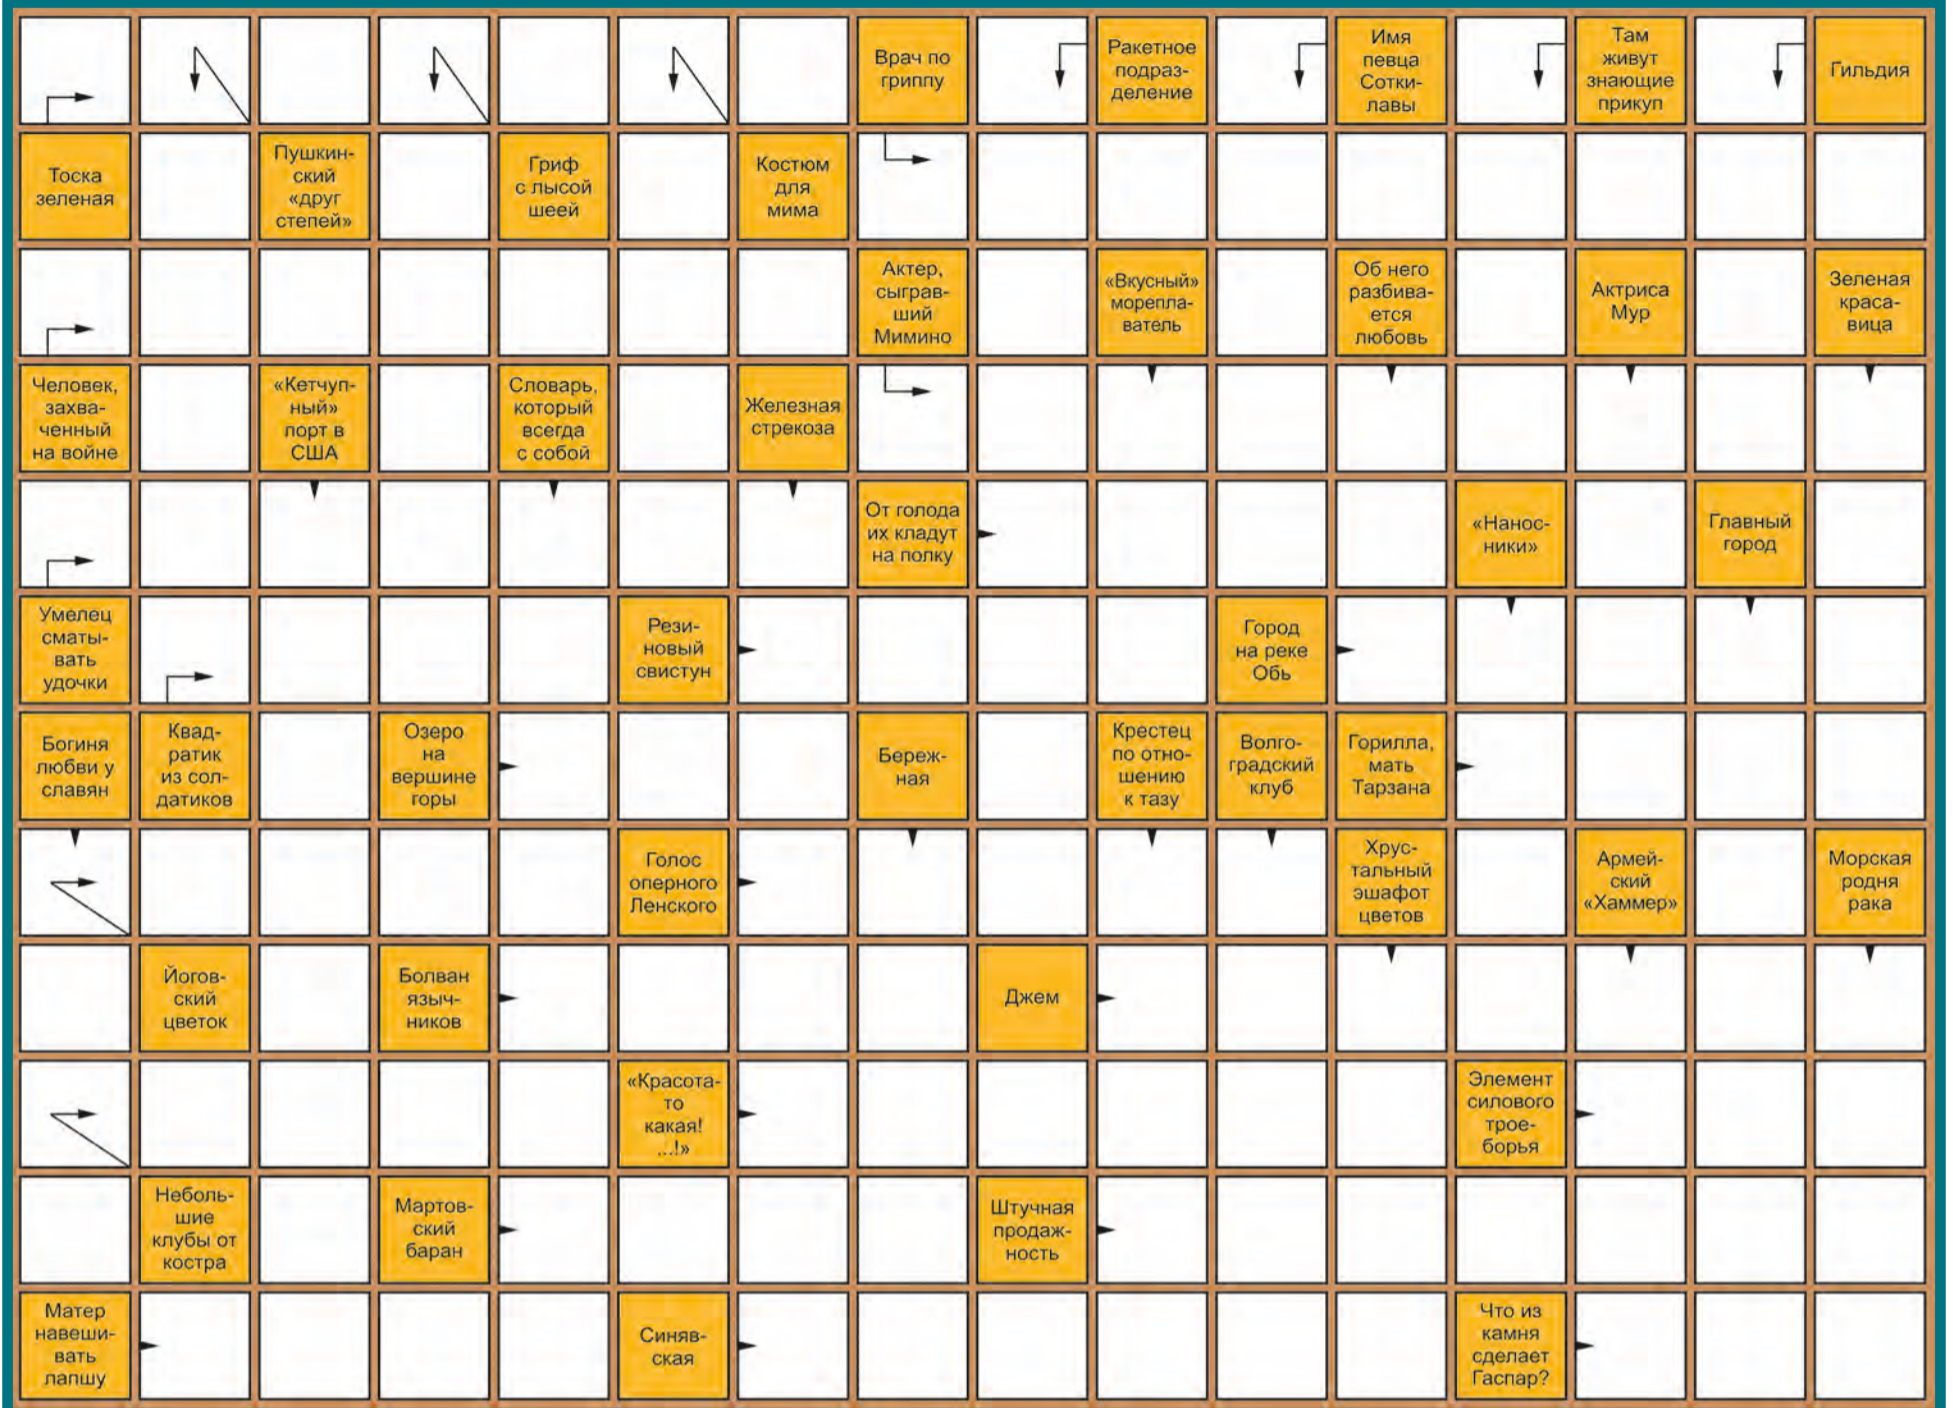 Врач по
гриппу
Ракетное
подраз-
деление
Имя
певца
Сотки-
лавы
Там
живут
знающие
прикуп
Гильдия
Тоска
зеленая
Пушкин-
ский
«друг
степей»
Гриф
с лысой
шеей
Костюм
для
мима
Актер,
сыграв-
ший
Мимино
«Вкусный»
морепла-
ватель
Об него
разбива-
ется
любовь
Актриса
Мур
Зеленая
краса-
вица
Человек,
захва-
ченный
на войне
«Кетчуп-
ный»
порт в
США
Словарь,
который
всегда
с собой
Железная
стрекоза
От голода
их кладут
на полку
«Нанос-
ники»
Главный
город
Умелец
сматы-
вать
удочки
Рези-
новый
свистун
Город
на реке
Обь
Богиня
любви у
славян
Квад-
ратик
из сол-
датиков
Озеро
на
вершине
горы
Береж-
ная
Крестец
по отно-
шению
к тазу
Волго-
градский
клуб
Горилла,
мать
Тарзана
Голос
оперного
Ленского
Хрус-
тальный
эшафот
цветов
Армей-
ский
«Хаммер»
Морская
родня
рака
Йогов-
ский
цветок
Болван
языч-
ников
Джем
«Красота-
то
какая!
...!»
Элемент
силового
трое-
борья
Неболь-
шие
клубы от
костра
Мартов-
ский
баран
Штучная
продаж-
ность
Матер
навеши-
вать
лапшу
Синяв-
ская
Что из
камня
сделает
Гаспар?